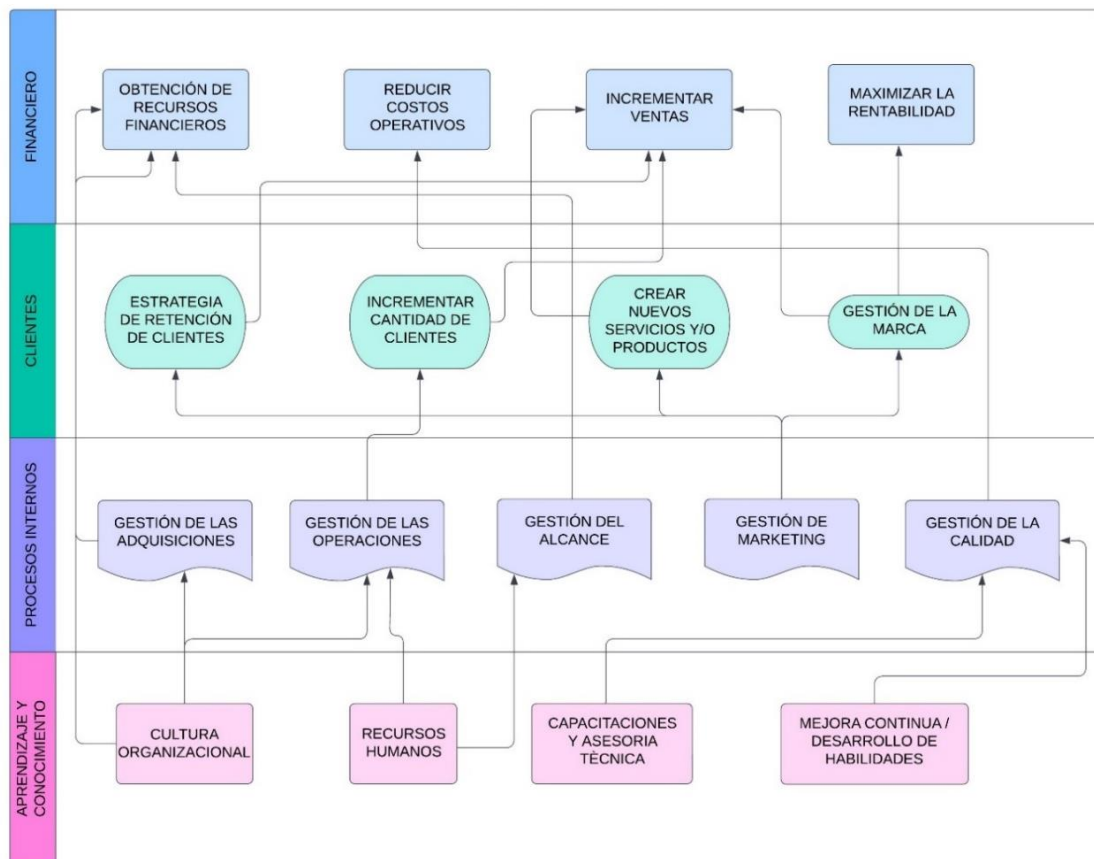 FINANCIERO
OBTENCIÓN DE
RECURSOS
FINANCIEROS
REDUCIR
COSTOS
OPERATIVOS
INCREMENTAR
VENTAS
MAXIMIZAR LA
RENTABILIDAD
CLIENTES
ESTRATEGIA
DE RETENCIÓN
DE CLIENTES
INCREMENTAR
CANTIDAD DE
CLIENTES
CREAR
NUEVOS
SERVICIOS Y/O
PRODUCTOS
GESTIÓN DE LA
MARCA
PROCESOS INTERNOS
GESTIÓN DE LAS
ADQUISICIONES
GESTIÓN DE LAS
OPERACIONES
GESTIÓN DEL
ALCANCE
GESTIÓN DE
MARKETING
GESTIÓN DE LA
CALIDAD
APRENDIZAJE Y
CONOCIMIENTO
CULTURA
ORGANIZACIONAL
RECURSOS
HUMANOS
CAPACITACIONES
Y ASESORIA
TÈCNICA
MEJORA CONTINUA /
DESARROLLO DE
HABILIDADES